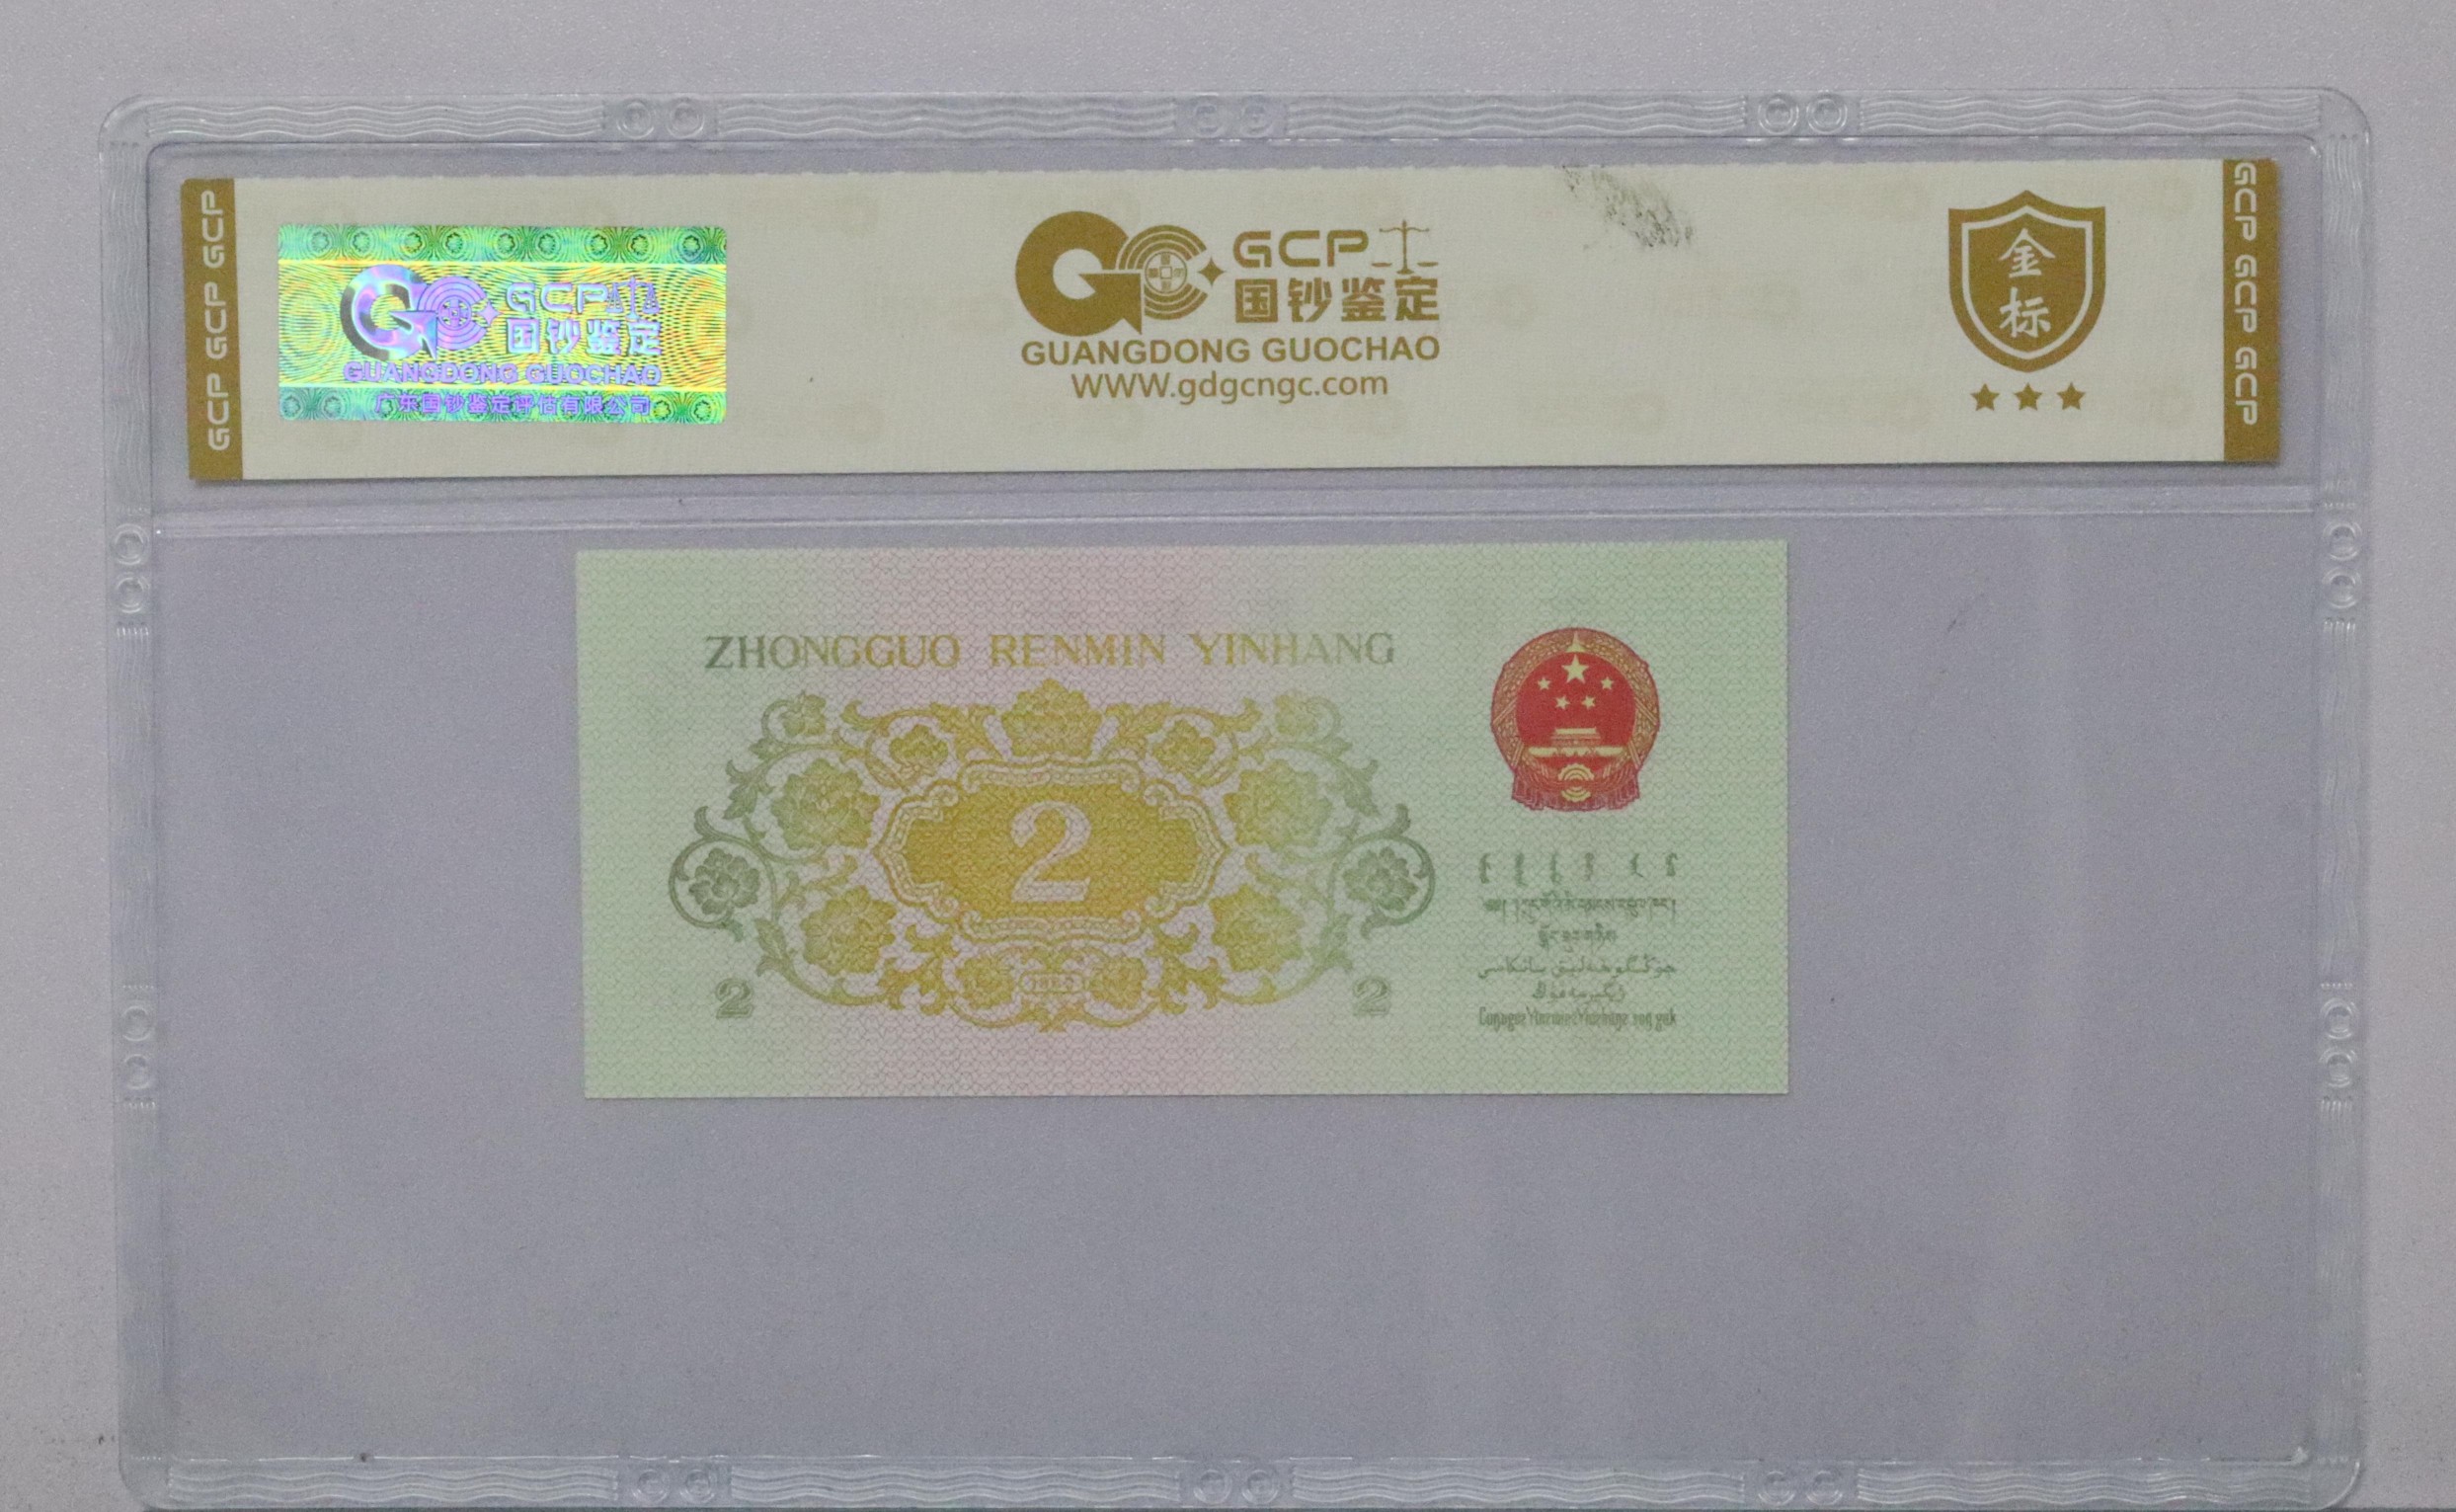 GCP GCP GCP
GCP
国钞鉴定
GUANGDONG GUOCHAO
广东国钞鉴定评估有限公司
GCP
国钞鉴定
GUANGDONG GUOCHAO
WWW.gdgcngc.com
金
标
GCP GCP GCP
ZHONGGUO RENMIN YINHANG
2
1962
2
2